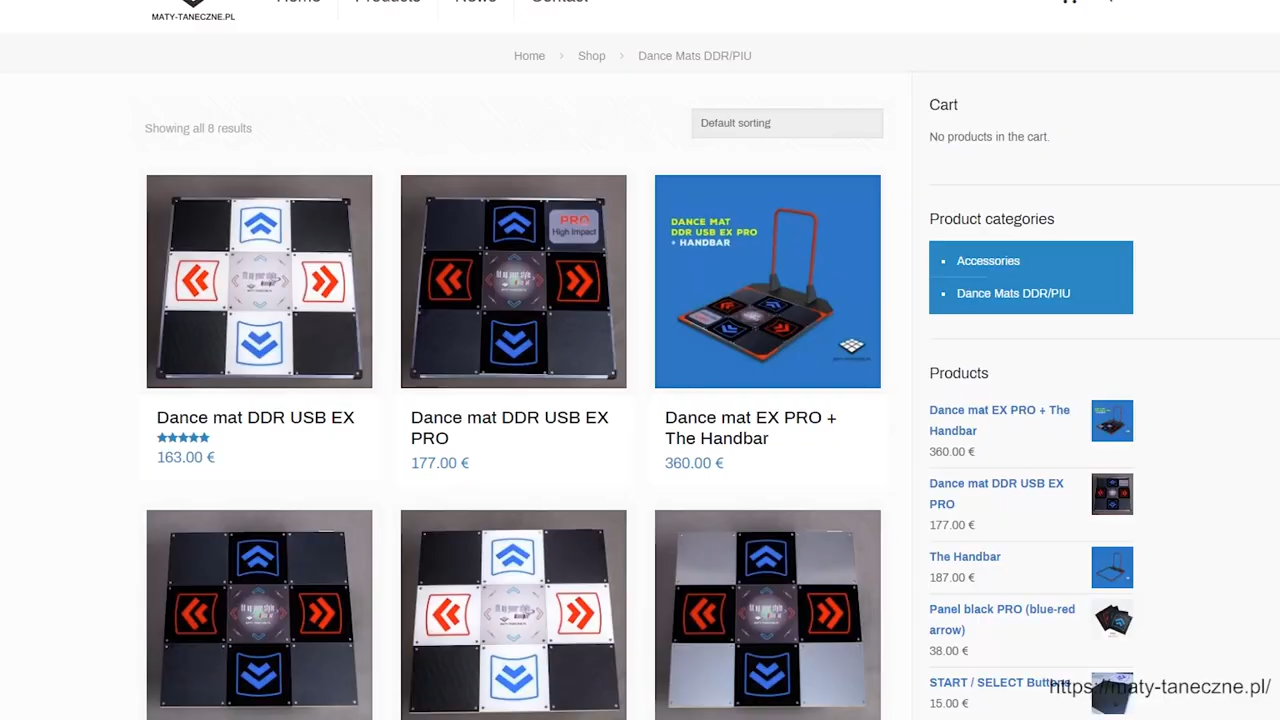 Home
Products
News
Contact
MATY-TANECZNE.PL
Home > Shop > Dance Mats DDR/PIU
Showing all 8 results
Default sorting
PRO
High Impact
DANCE MAT
DDR USB EX PRO
+ HANDBAR
Dance mat DDR USB EX
163.00 €
Dance mat DDR USB EX
PRO
177.00 €
Dance mat EX PRO +
The Handbar
360.00 €
Cart
No products in the cart.
Product categories
Accessories
Dance Mats DDR/PIU
Products
Dance mat EX PRO + The
Handbar
360.00 €
Dance mat DDR USB EX
PRO
177.00 €
The Handbar
187.00 €
Panel black PRO (blue-red
arrow)
38.00 €
START / SELECT Buttons
15.00 €
https://maty-taneczne.pl/